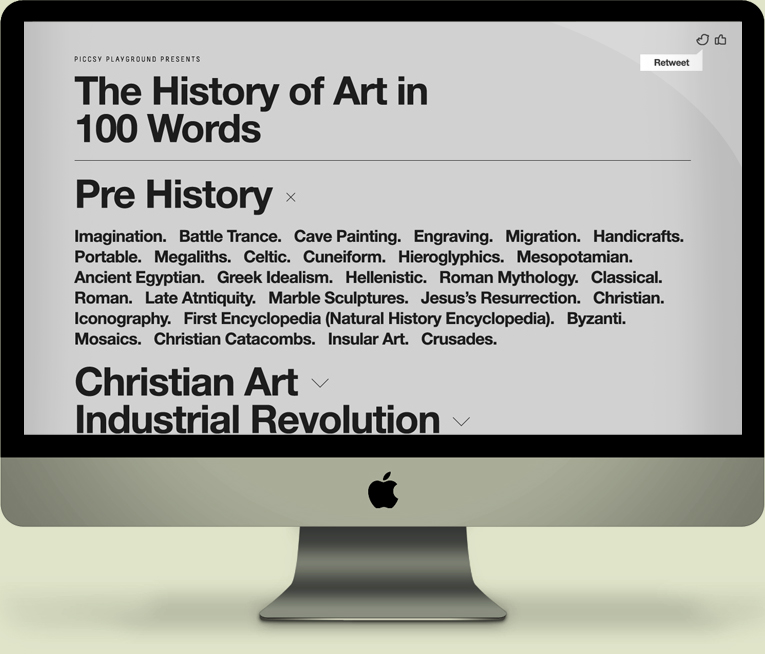 PICCSY PLAYGROUND PRESENTS
Retweet
The History of Art in
100 Words
Pre History
Imagination. Battle Trance. Cave Painting. Engraving. Migration. Handicrafts.
Portable. Megaliths. Celtic. Cuneiform. Hieroglyphics. Mesopotamian.
Ancient Egyptian. Greek Idealism. Hellenistic. Roman Mythology. Classical.
Roman. Late Atntiquity. Marble Sculptures. Jesus’s Resurrection. Christian.
Iconography. First Encyclopedia (Natural History Encyclopedia). Byzanti.
Mosaics. Christian Catacombs. Insular Art. Crusades.
Christian Art
Industrial Revolution